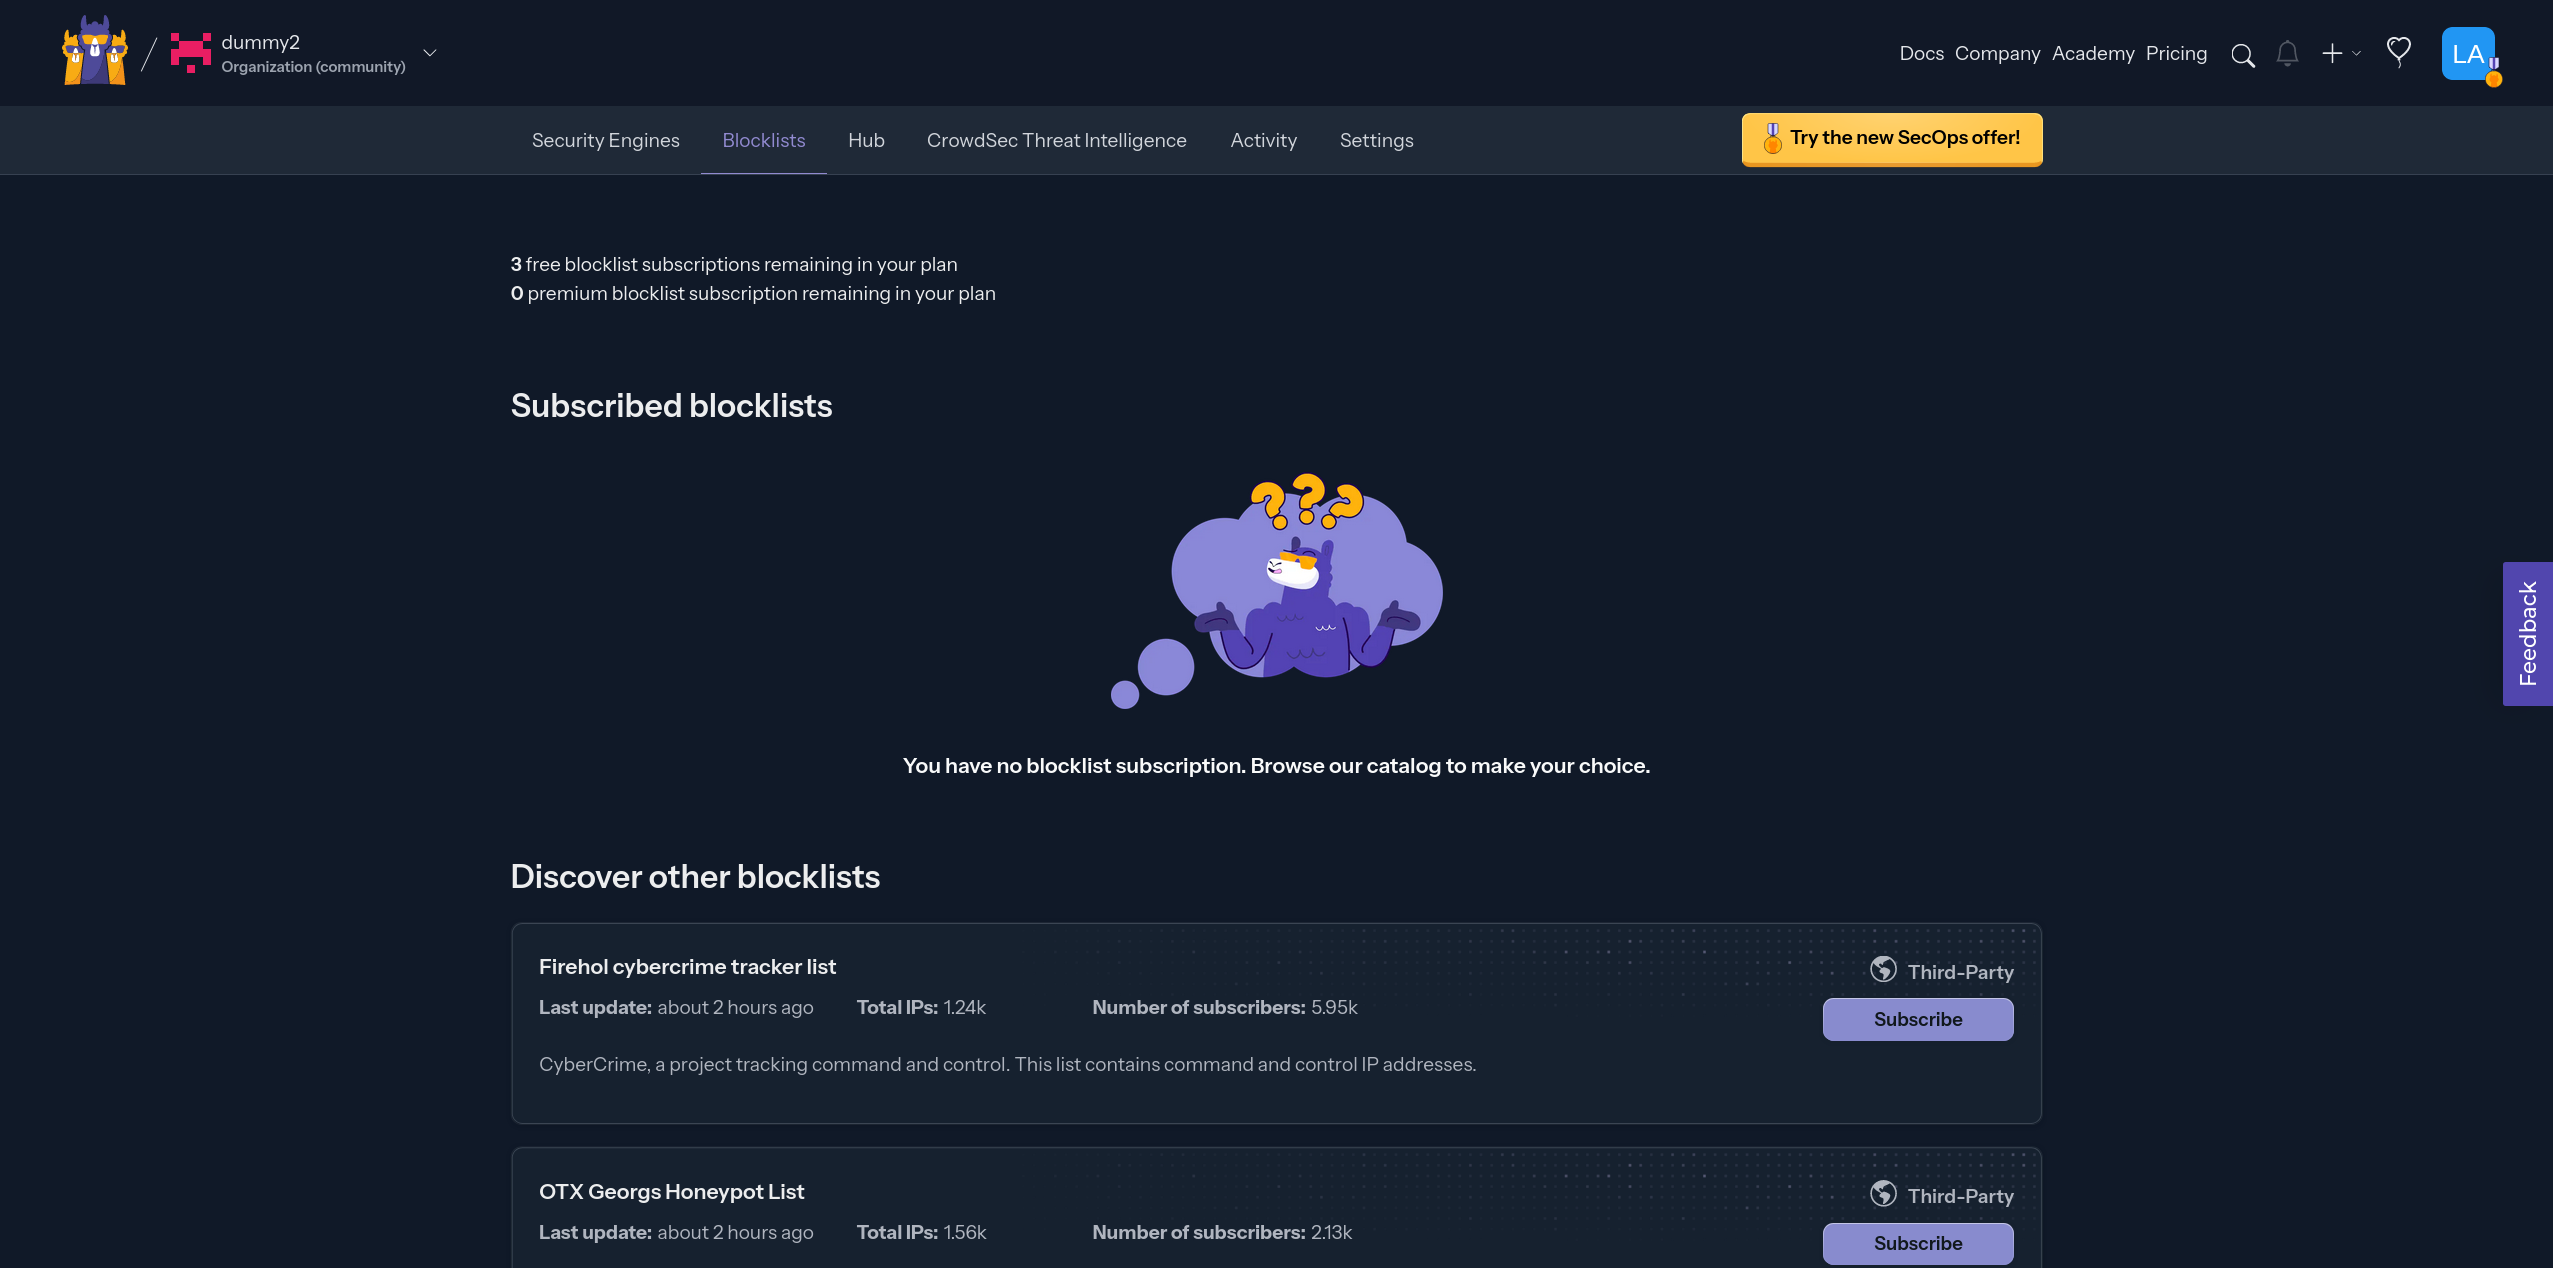 dummy2
Organization (community)
Docs Company Academy Pricing
LA
Security Engines Blocklists Hub CrowdSec Threat Intelligence Activity Settings
Try the new SecOps offer!
3 free blocklist subscriptions remaining in your plan
0 premium blocklist subscription remaining in your plan
Subscribed blocklists
???
Feedback
You have no blocklist subscription. Browse our catalog to make your choice.
Discover other blocklists
Firehol cybercrime tracker list
Third-Party
Last update: about 2 hours ago Total IPs: 1.24k Number of subscribers: 5.95k
Subscribe
CyberCrime, a project tracking command and control. This list contains command and control IP addresses.
OTX Georgs Honeypot List
Third-Party
Last update: about 2 hours ago Total IPs: 1.56k Number of subscribers: 2.13k
Subscribe